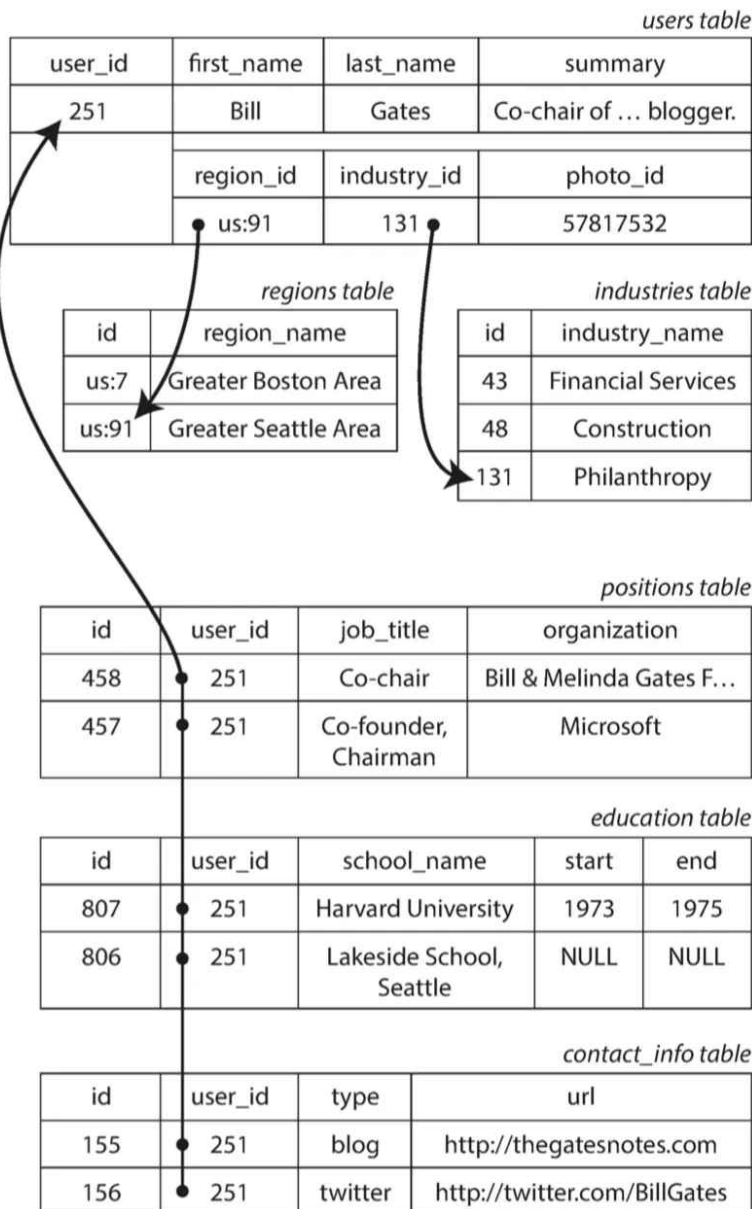 users table
user_id first_name last_name summary
251 Bill Gates Co-chair of … blogger.
region_id industry_id photo_id
us:91 131 57817532
regions table
id region_name
us:7 Greater Boston Area
us:91 Greater Seattle Area
industries table
id industry_name
43 Financial Services
48 Construction
131 Philanthropy
positions table
id user_id job_title organization
458 251 Co-chair Bill & Melinda Gates F…
457 251 Co-founder, Microsoft
Chairman
education table
id user_id school_name start end
807 251 Harvard University 1973 1975
806 251 Lakeside School, NULL NULL
Seattle
contact_info table
id user_id type url
155 251 blog http://thegatesnotes.com
156 251 twitter http://twitter.com/BillGates